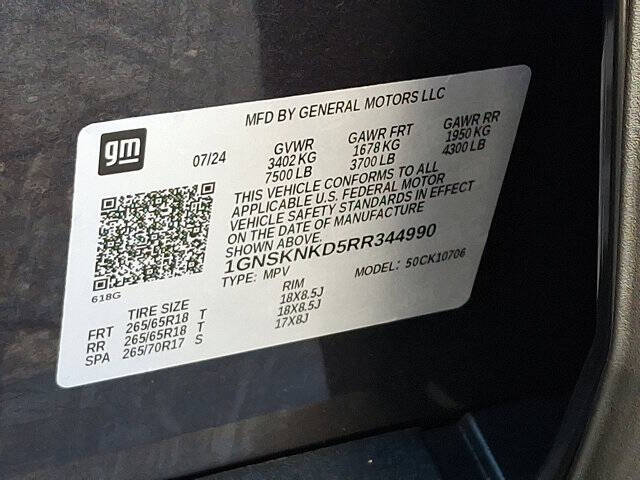 MFD BY GENERAL MOTORS LLC
gm
07/24 GVWR GAWR FRT GAWR RR
3402 KG 1678 KG 1950 KG
7500 LB 3700 LB 4300 LB
THIS VEHICLE CONFORMS TO ALL
APPLICABLE U.S. FEDERAL MOTOR
VEHICLE SAFETY STANDARDS IN EFFECT
ON THE DATE OF MANUFACTURE
SHOWN ABOVE.
1GNSKNKD5RR344990
TYPE: MPV MODEL: 50CK10706
618G
TIRE SIZE RIM
FRT 265/65R18 T 18X8.5J
RR 265/65R18 T 18X8.5J
SPA 265/70R17 S 17X8J